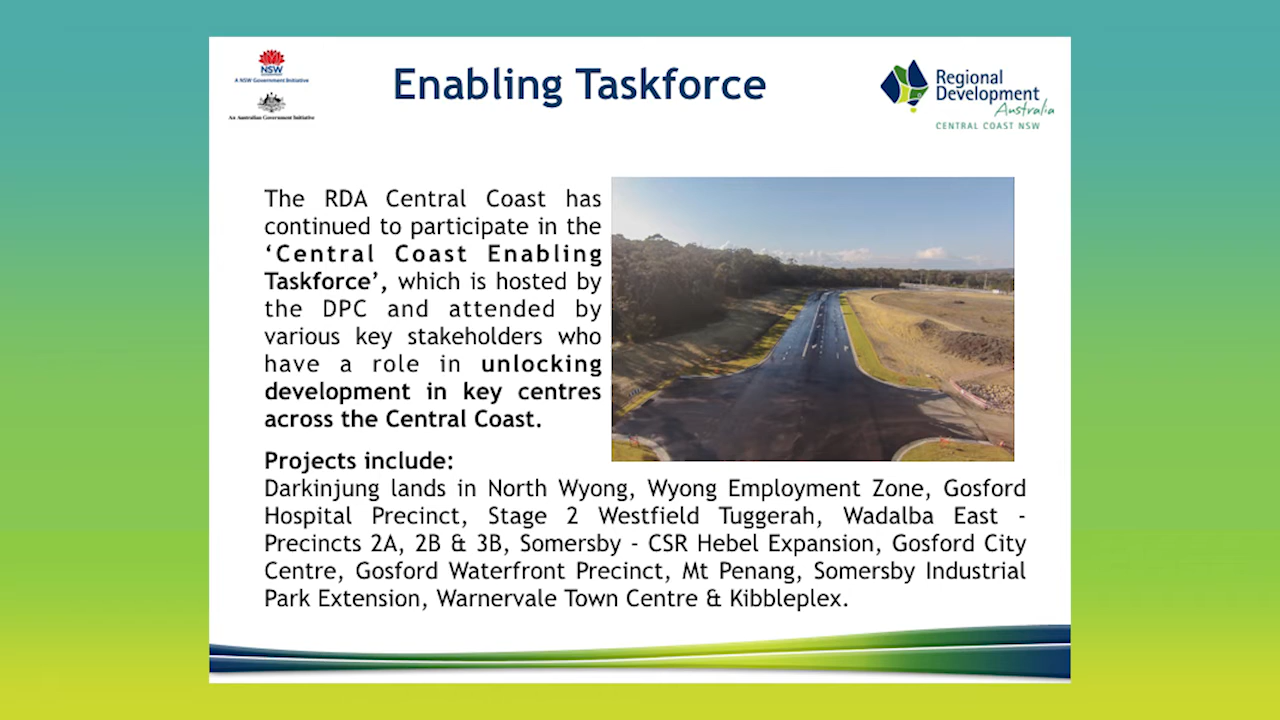 NSW
A NSW Government Initiative
An Australian Government Initiative
Enabling Taskforce
Regional
Development
Australia
CENTRAL COAST NSW
The RDA Central Coast has
continued to participate in the
‘Central Coast Enabling
Taskforce’, which is hosted by
the DPC and attended by
various key stakeholders who
have a role in unlocking
development in key centres
across the Central Coast.
Projects include:
Darkinjung lands in North Wyong, Wyong Employment Zone, Gosford
Hospital Precinct, Stage 2 Westfield Tuggerah, Wadalba East -
Precincts 2A, 2B & 3B, Somersby - CSR Hebel Expansion, Gosford City
Centre, Gosford Waterfront Precinct, Mt Penang, Somersby Industrial
Park Extension, Warnervale Town Centre & Kibbleplex.